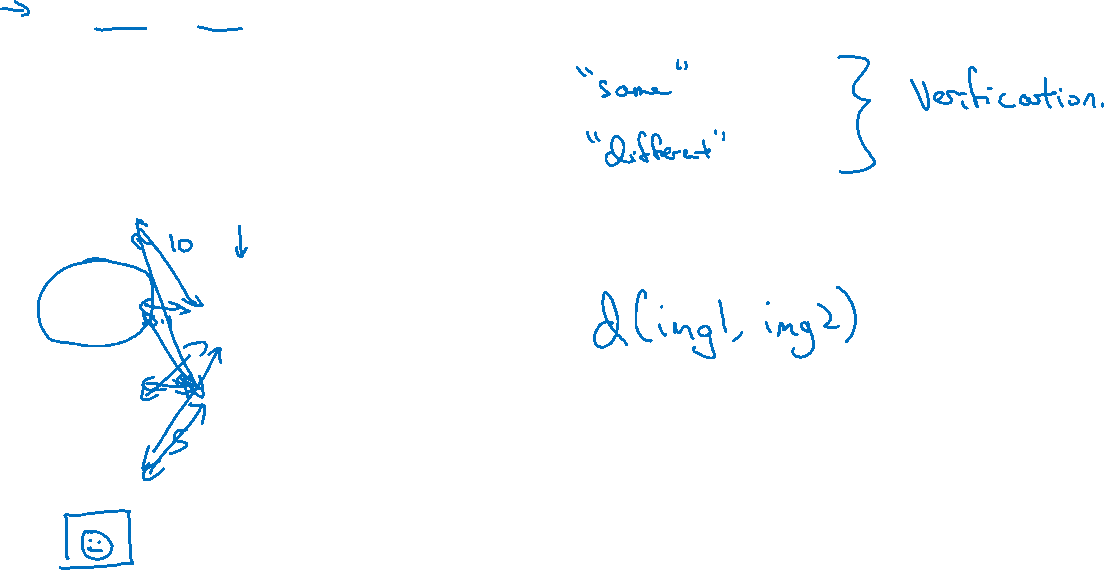 "same"
"different"
Verification.
10
d(img1, img2)